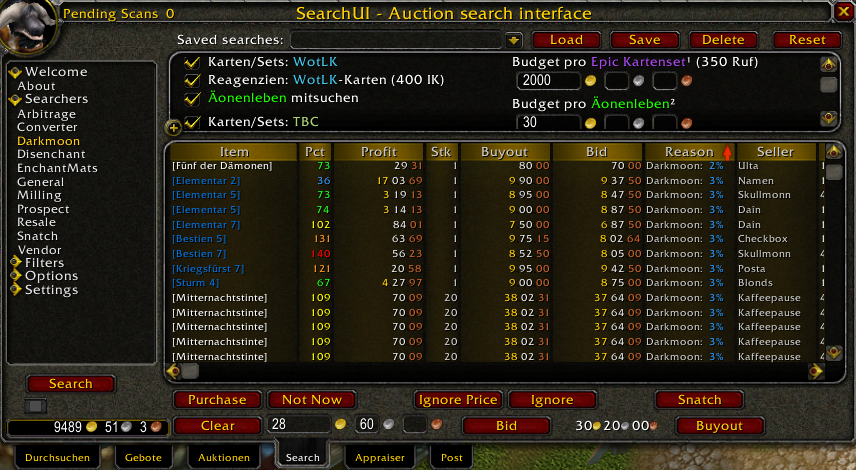 Pending Scans 0
SearchUI - Auction search interface
Saved searches:
Load Save Delete Reset
Welcome
About
Searchers
Arbitrage
Converter
Darkmoon
Disenchant
EnchantMats
General
Milling
Prospect
Resale
Snatch
Vendor
Filters
Options
Settings
Search
Karten/Sets: WotLK
Reagenzien: WotLK-Karten (400 IK)
Äonenleben mitsuchen
Karten/Sets: TBC
Budget pro Epic Kartenset¹ (350 Ruf)
2000
Budget pro Äonenleben²
30
Item Pct Profit Stk Buyout Bid Reason Seller
[Fünf der Dämonen] 73 29 31 1 80 00 70 00 Darkmoon: 2% Ulta
[Elementar 2] 36 17 03 69 1 9 90 00 9 37 50 Darkmoon: 3% Namen
[Elementar 5] 73 3 19 13 1 8 95 00 8 47 50 Darkmoon: 3% Skullmonn
[Elementar 5] 74 3 14 13 1 9 00 00 8 87 50 Darkmoon: 3% Dain
[Elementar 7] 102 84 01 1 7 50 00 6 87 50 Darkmoon: 3% Dain
[Bestien 5] 131 63 69 1 9 75 15 8 02 64 Darkmoon: 3% Checkbox
[Bestien 7] 140 56 23 1 8 52 50 8 05 00 Darkmoon: 3% Skullmonn
[Kriegsfürst 7] 121 20 58 1 9 95 00 9 42 50 Darkmoon: 3% Posta
[Sturm 4] 67 4 27 97 1 9 00 00 8 75 00 Darkmoon: 3% Blonds
[Mitternachtstinte] 109 70 09 20 38 02 31 37 64 09 Darkmoon: 3% Kaffeepause
[Mitternachtstinte] 109 70 09 20 38 02 31 37 64 09 Darkmoon: 3% Kaffeepause
[Mitternachtstinte] 109 70 09 20 38 02 31 37 64 09 Darkmoon: 3% Kaffeepause
[Mitternachtstinte] 109 70 09 20 38 02 31 37 64 09 Darkmoon: 3% Kaffeepause
[Mitternachtstinte] 109 70 09 20 38 02 31 37 64 09 Darkmoon: 3% Kaffeepause
Purchase Not Now Ignore Price Ignore Snatch
9489 51 3 Clear 28 60 Bid 30 20 00 Buyout
Durchsuchen Gebote Auktionen Search Appraiser Post